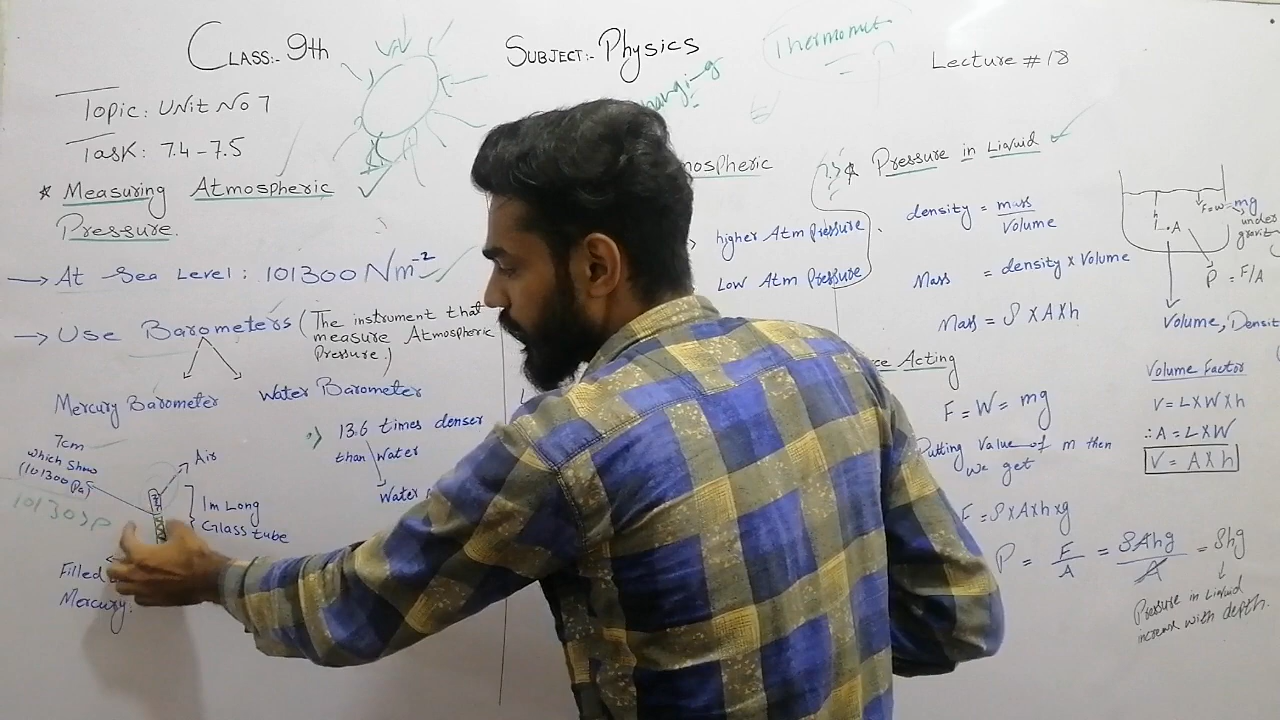 CLASS:- 9th
SUBJECT:- Physics
Thermomet
Lecture #18
Topic: UNit No 7
TASK: 7.4-7.5
* Measuring Atmospheric
Pressure.
→ At Sea Level: 101300 Nm⁻²
→ Use Barometers (The instrument that
measure Atmospheric
Pressure.)
Mercury Barometer
Water Barometer
7cm
which show
(101300 Pa)
Air
1m Long
Glass tube
Filled
Mercury.
13.6 times denser
than water
Water
mospheric
higher Atm Pressure
Low Atm Pressure
* Pressure in Liquid
density = mass
Volume
Mass = density x Volume
Mass = ρ x A x h
ce Acting
F = W = mg
Putting Value of m then
we get
F = ρ x A x h x g
P = F/A = ρAhg/A = ρhg
Pressure in Liquid
increase with depth.
h
A
F=W=mg
under
gravit
P = F/A
Volume, Densit
Volume Factor
V = L x W x h
∴ A = L x W
V = A x h